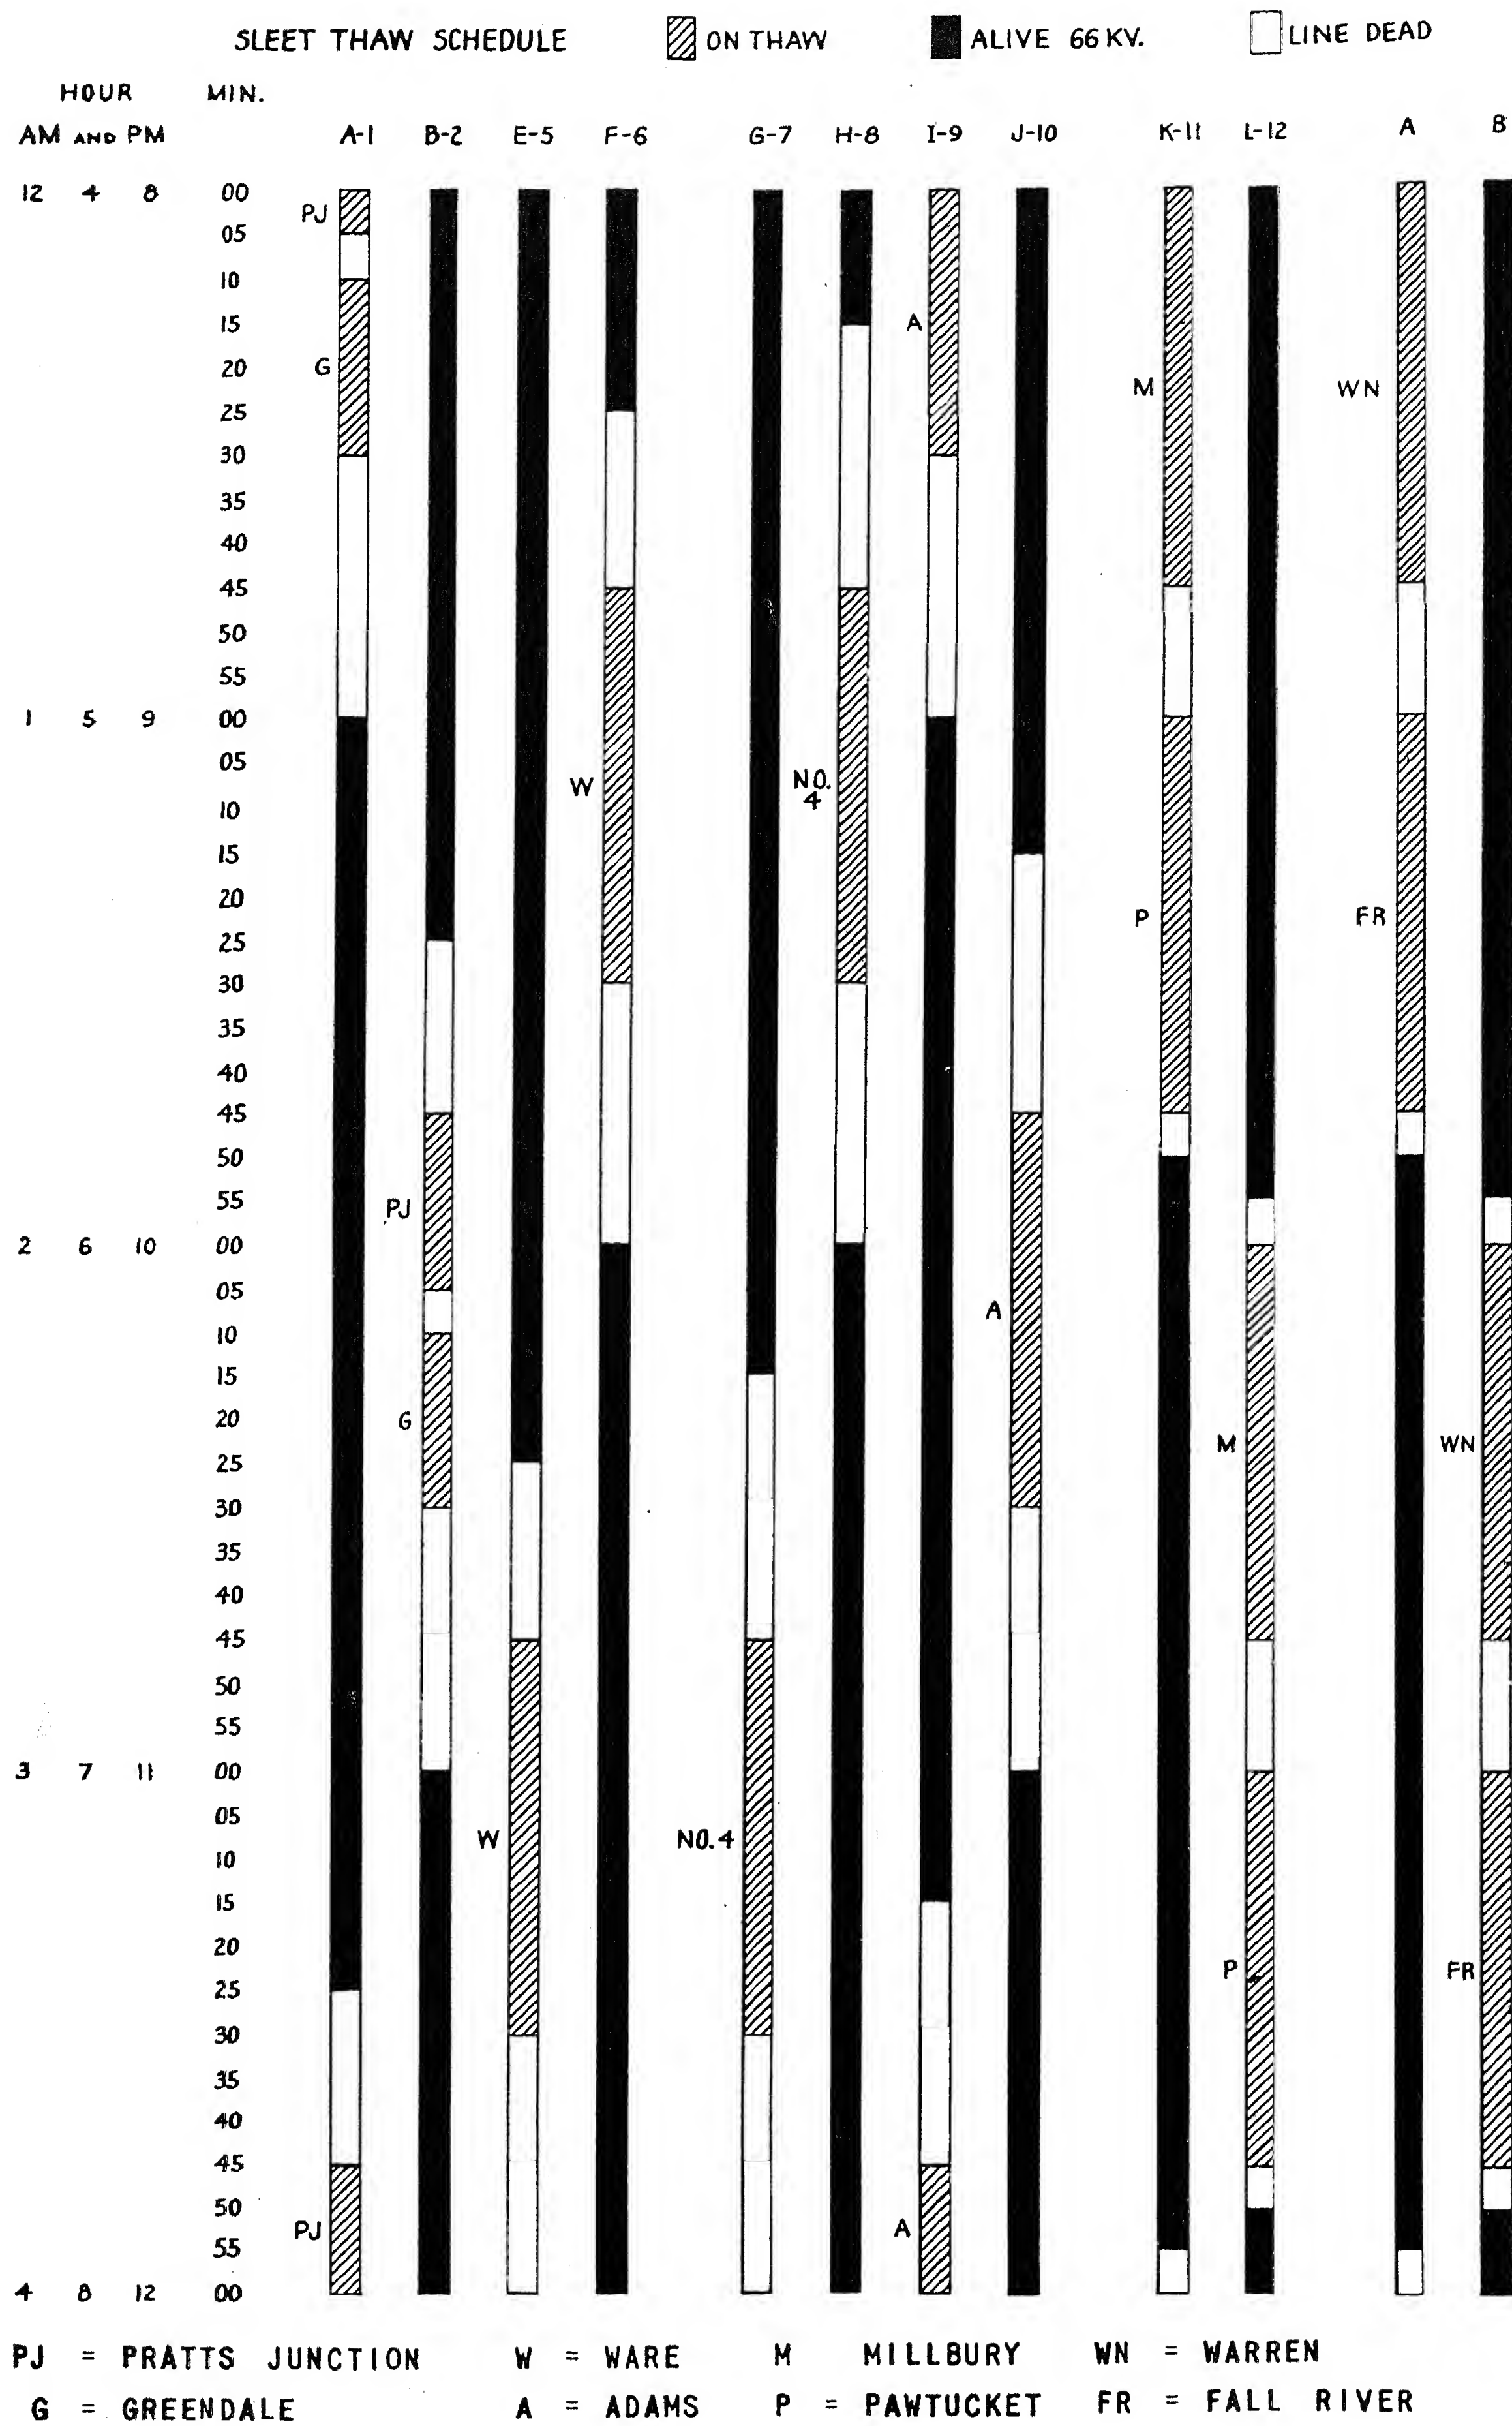 SLEET THAW SCHEDULE ON THAW ALIVE 66 KV. LINE DEAD
HOUR MIN.
AM AND PM A-1 B-2 E-5 F-6 G-7 H-8 I-9 J-10 K-11 L-12 A B
12 4 8 00
PJ
05
10
15 A
20 G
M WN
25
30
35
40
45
50
55
1 5 9 00
05
W NO.
4
10
15
20
P FR
25
30
35
40
45
50
55
PJ
2 6 10 00
05
A
10
15
20 G
M WN
25
30
35
40
45
50
55
3 7 11 00
05
W NO.4
10
15
20
P FR
25
30
35
40
45
50
PJ A
55
4 8 12 00
PJ = PRATTS JUNCTION W = WARE M MILLBURY WN = WARREN
G = GREENDALE A = ADAMS P = PAWTUCKET FR = FALL RIVER